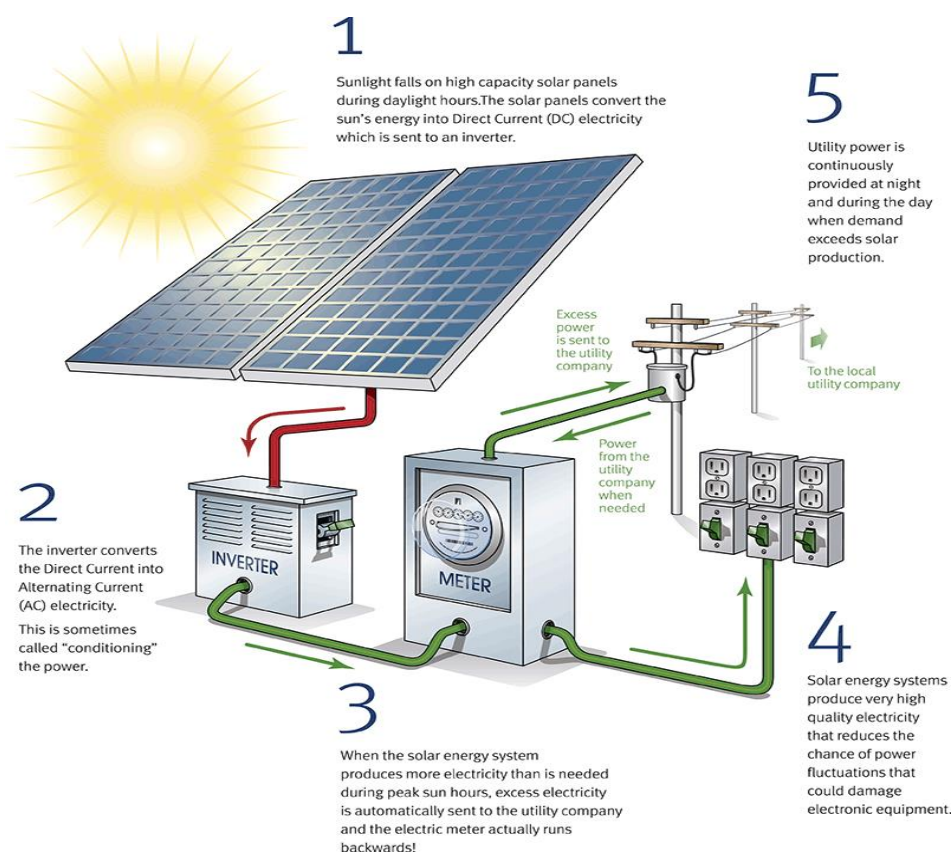 1
Sunlight falls on high capacity solar panels
during daylight hours.The solar panels convert the
sun's energy into Direct Current (DC) electricity
which is sent to an inverter.
5
Utility power is
continuously
provided at night
and during the day
when demand
exceeds solar
production.
Excess
power
is sent to
the utility
company
To the local
utility company
Power
from the
utility
company
when
needed
2
The inverter converts
the Direct Current into
Alternating Current
(AC) electricity.
This is sometimes
called “conditioning”
the power.
INVERTER
METER
3
When the solar energy system
produces more electricity than is needed
during peak sun hours, excess electricity
is automatically sent to the utility company
and the electric meter actually runs
backwards!
4
Solar energy systems
produce very high
quality electricity
that reduces the
chance of power
fluctuations that
could damage
electronic equipment.